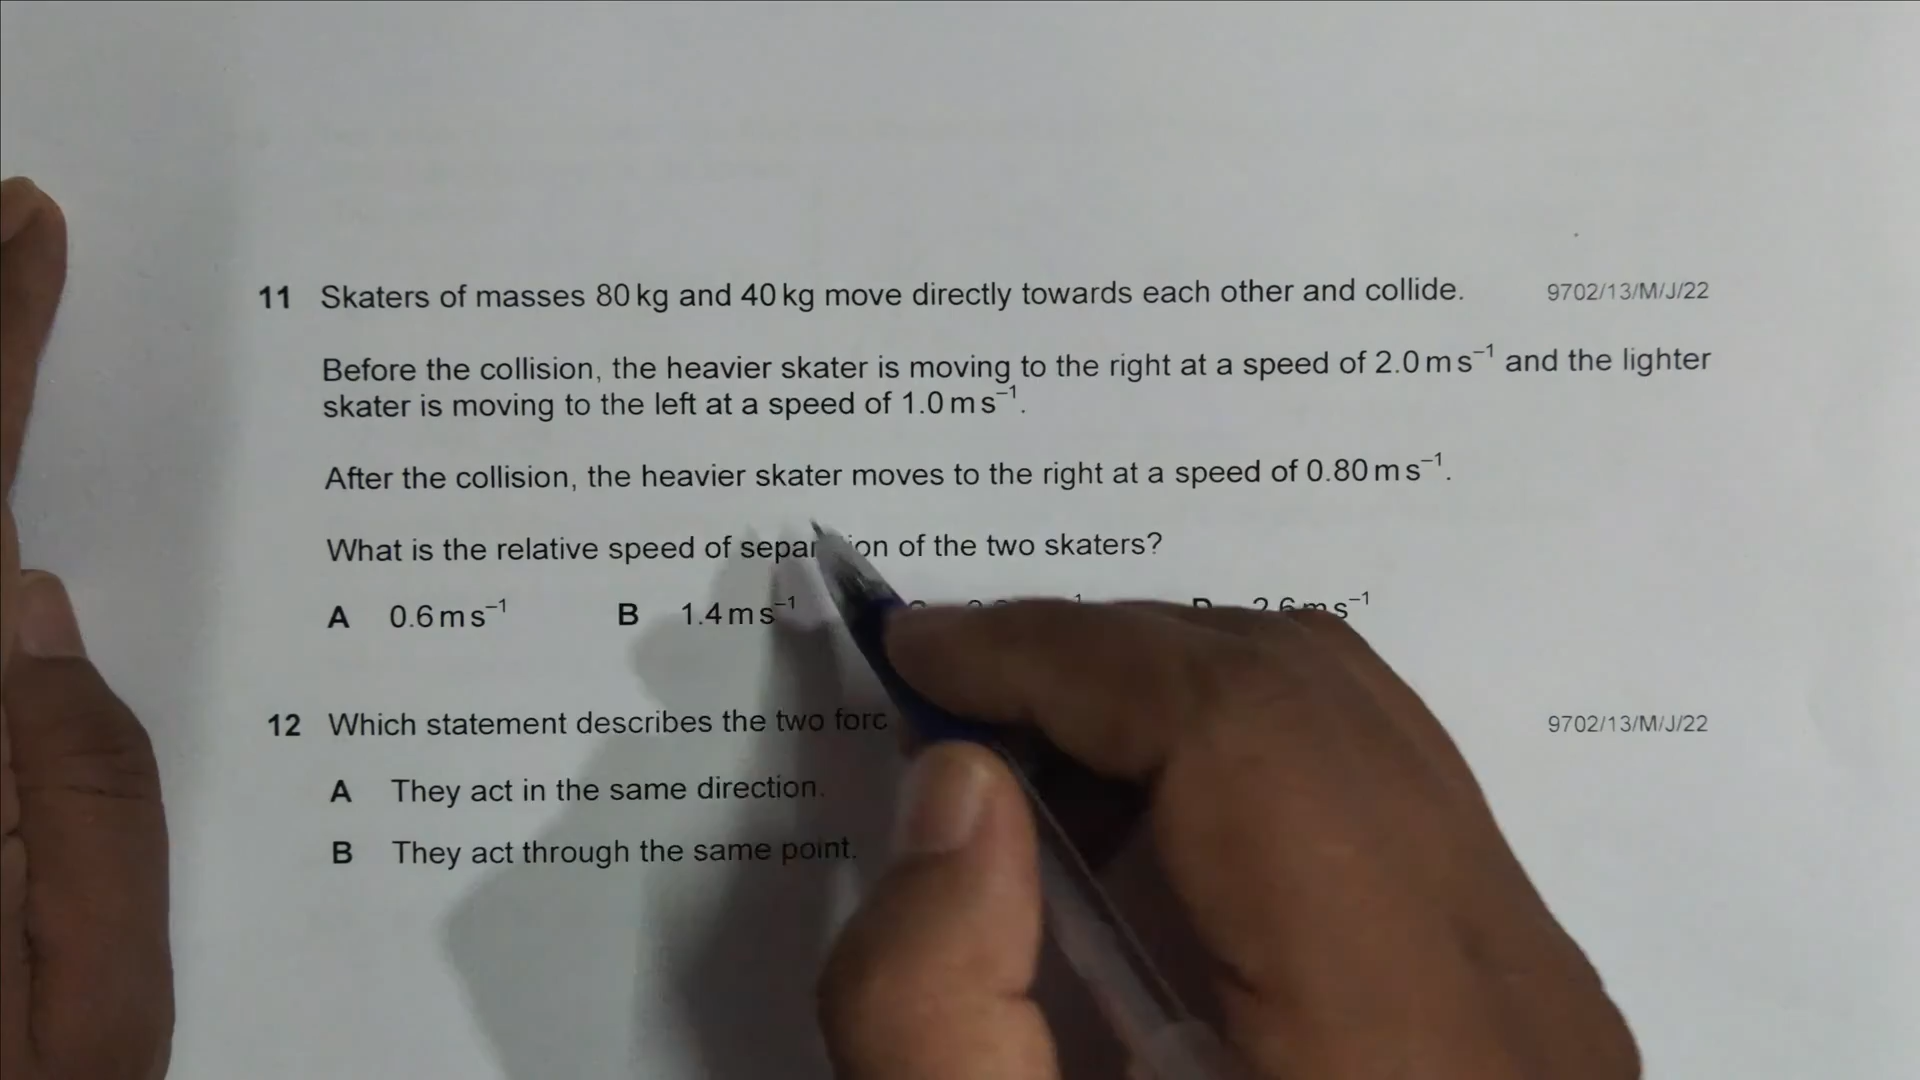 11 Skaters of masses 80 kg and 40 kg move directly towards each other and collide. 9702/13/M/J/22
Before the collision, the heavier skater is moving to the right at a speed of 2.0 m s⁻¹ and the lighter
skater is moving to the left at a speed of 1.0 m s⁻¹.
After the collision, the heavier skater moves to the right at a speed of 0.80 m s⁻¹.
What is the relative speed of of the two skaters?
A 0.6 m s⁻¹ B 1.4 m s⁻¹ D 2.6 m s⁻¹
12 Which statement describes the two 9702/13/M/J/22
A They act in the same direction.
B They act through the same point.